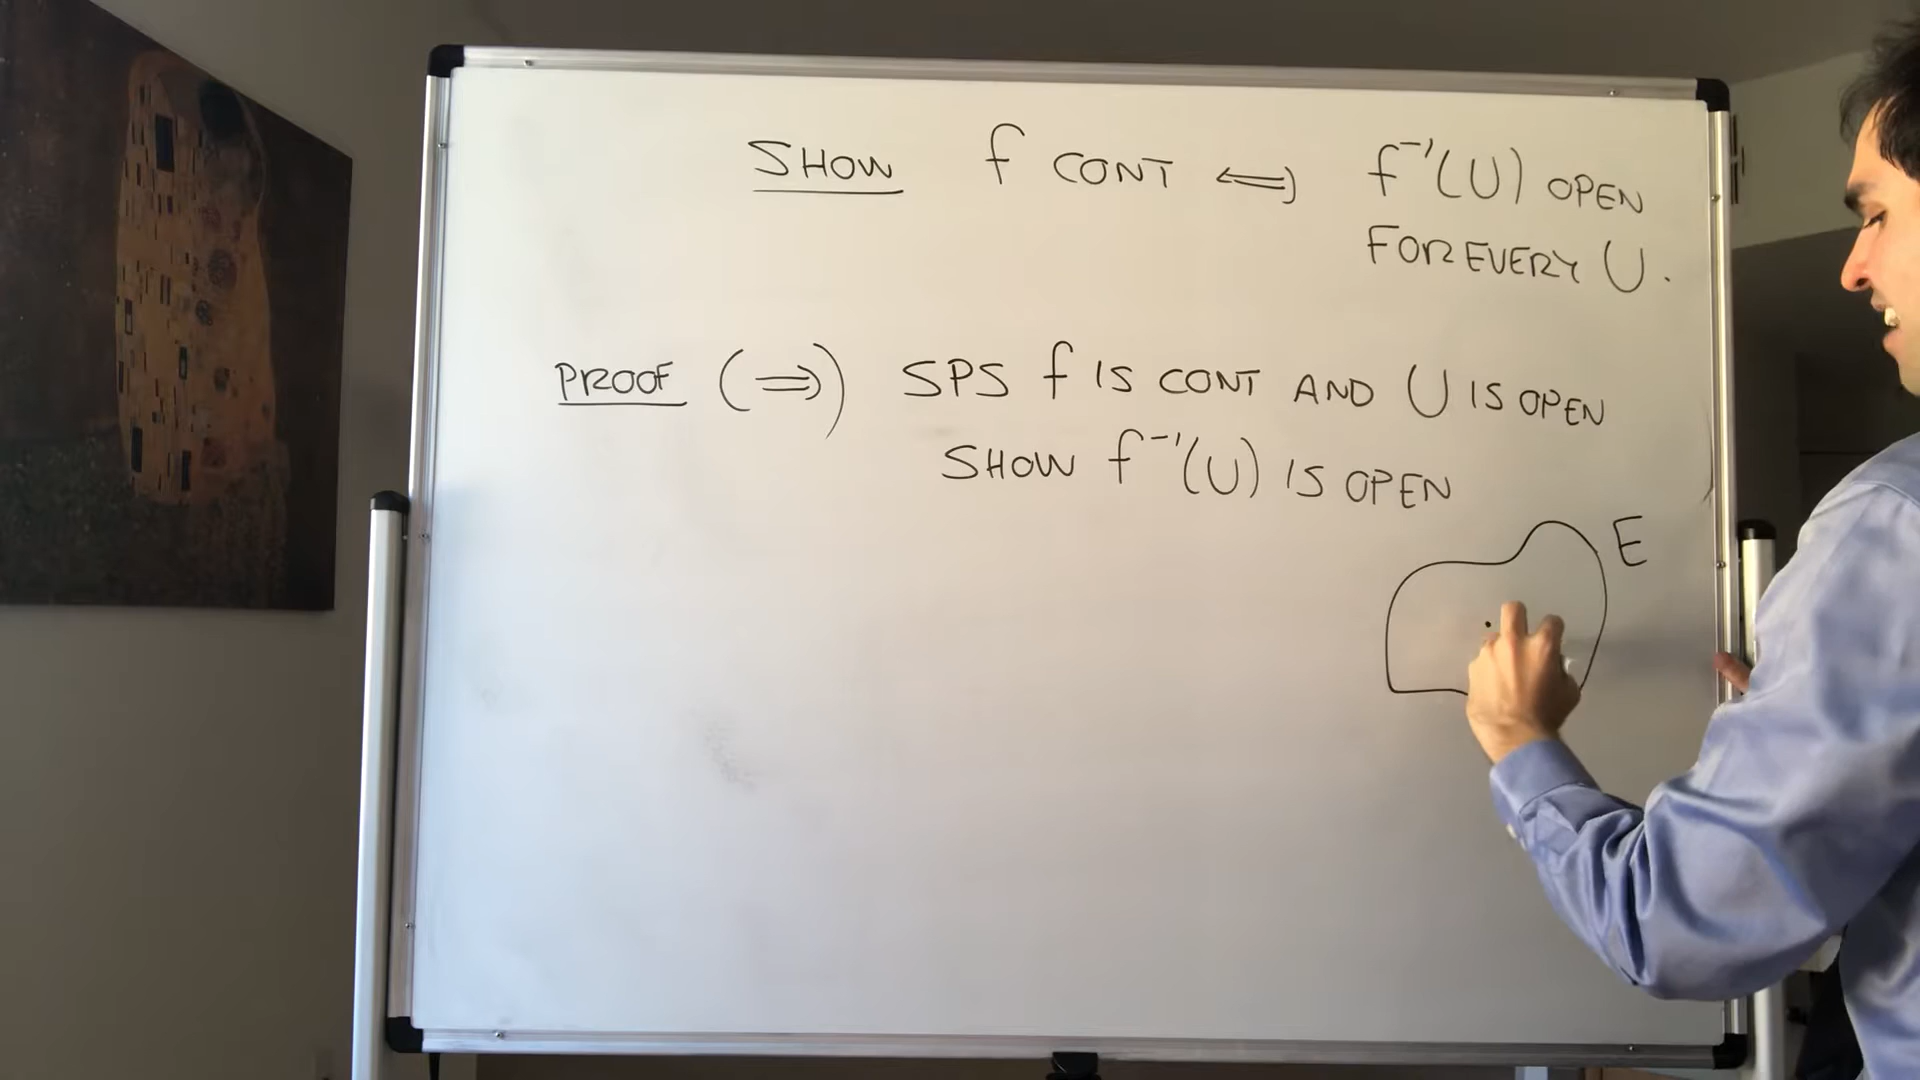 SHOW f CONT ⟺ f⁻¹(U) OPEN
FOR EVERY U.
PROOF (⟹) SPS f IS CONT AND U IS OPEN
SHOW f⁻¹(U) IS OPEN
E